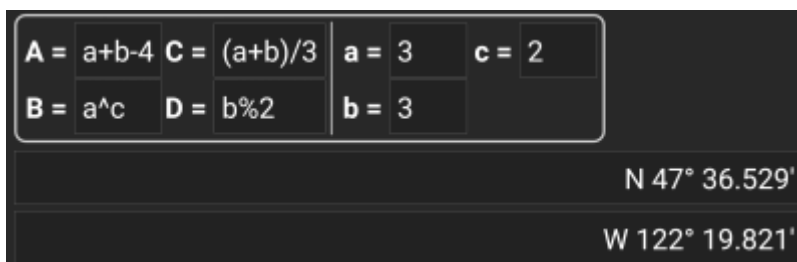 A = a+b-4 C = (a+b)/3 a = 3 c = 2
B = a^c D = b%2 b = 3
N 47° 36.529'
W 122° 19.821'